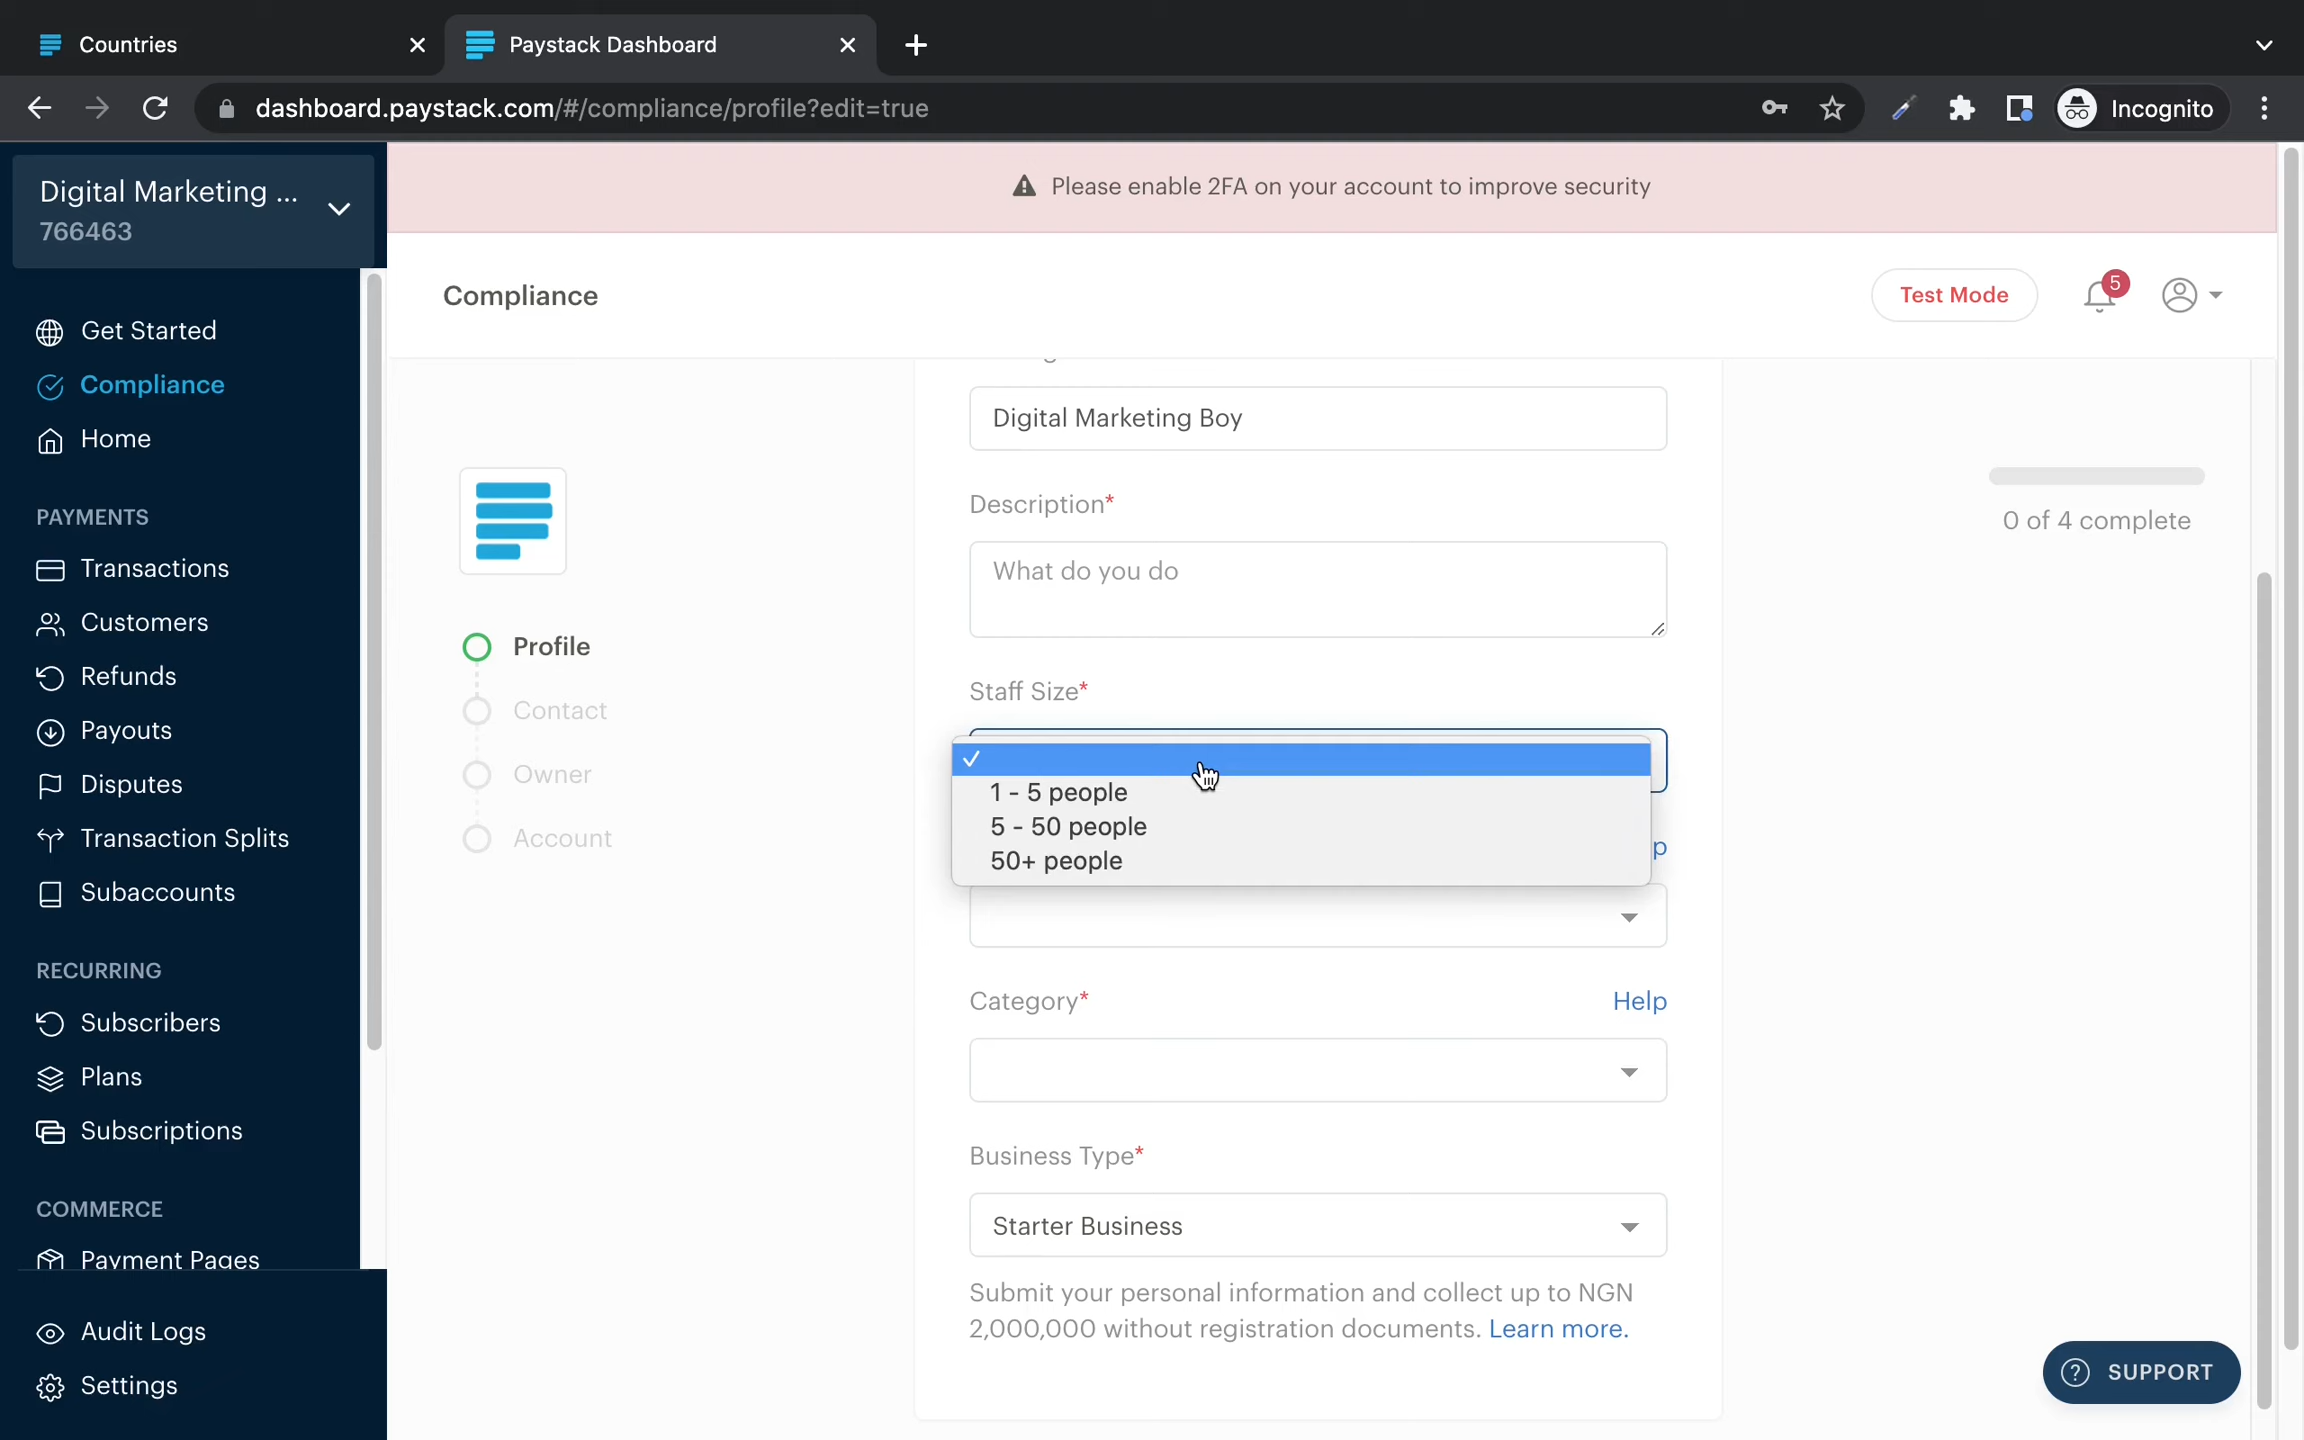 Countries
Paystack Dashboard
dashboard.paystack.com/#/compliance/profile?edit=true
Incognito
Digital Marketing ...
766463
Please enable 2FA on your account to improve security
Compliance
Test Mode
5
Get Started
Compliance
Home
PAYMENTS
Transactions
Customers
Refunds
Payouts
Disputes
Transaction Splits
Subaccounts
RECURRING
Subscribers
Plans
Subscriptions
COMMERCE
Payment Pages
Audit Logs
Settings
Profile
Contact
Owner
Account
Digital Marketing Boy
Description*
What do you do
Staff Size*
1 - 5 people
5 - 50 people
50+ people
p
Category*
Help
Business Type*
Starter Business
Submit your personal information and collect up to NGN
2,000,000 without registration documents. Learn more.
0 of 4 complete
SUPPORT